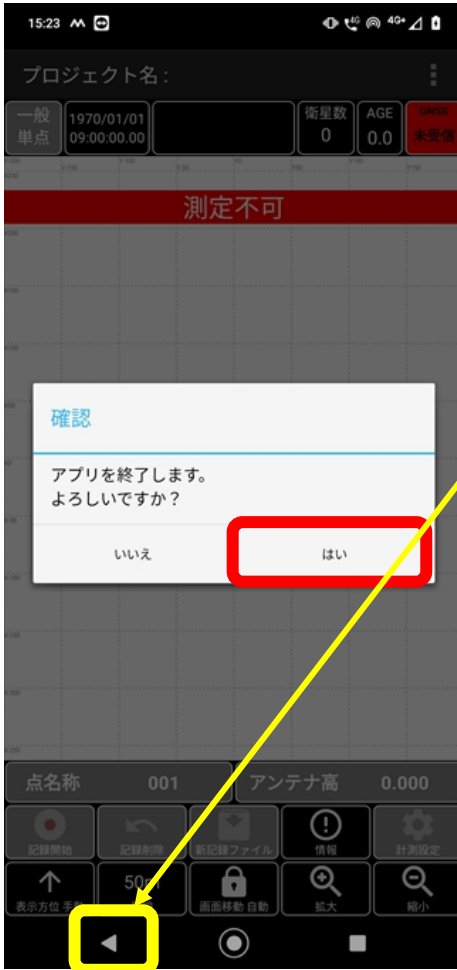 15:23
4G 4G+
プロジェクト名 :
一般
単点
1970/01/01
09:00:00.00
衛星数
0
AGE
0.0
GNSS
未受信
測定不可
確認
アプリを終了します。
よろしいですか？
いいえ
はい
点名称 001
アンテナ高 0.000
記録開始
記録削除
新記録ファイル
情報
計測設定
表示方位 手動
50m
画面移動 自動
拡大
縮小